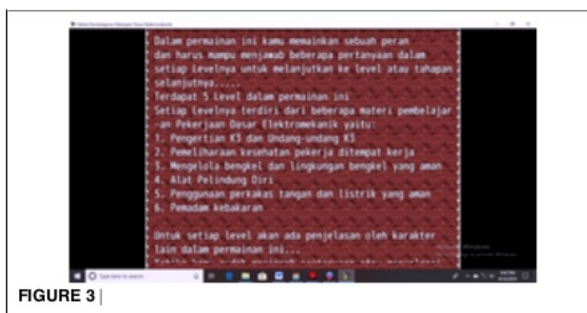 Dalam permainan ini kamu memainkan sebuah peran
dan harus mampu menjawab beberapa pertanyaan dalam
setiap levelnya untuk melanjutkan ke level atau tahapan
selanjutnya.....
Terdapat 5 Level dalam permainan ini
Setiap levelnya terdiri dari beberapa materi pembelajar
-an Pekerjaan Dasar Elektromekanik yaitu:
1. Pengertian K3 dan Undang-undang K3
2. Pemeliharaan kesehatan pekerja ditempat kerja
3. Mengelola bengkel dan lingkungan bengkel yang aman
4. Alat Pelindung Diri
5. Penggunaan perkakas tangan dan listrik yang aman
6. Pemadam kebakaran
Untuk setiap level akan ada penjelasan oleh karakter
lain dalam permainan ini...
Type here to search
FIGURE 3 |